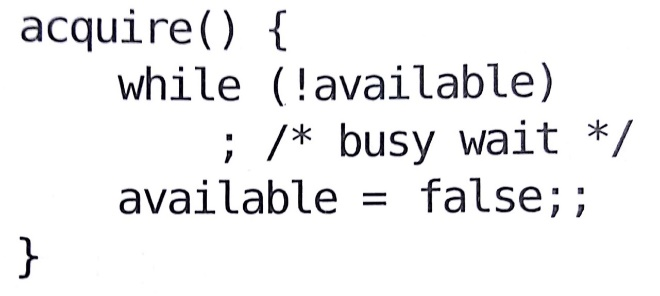 acquire() {
    while (!available)
        ; /* busy wait */
    available = false;;
}